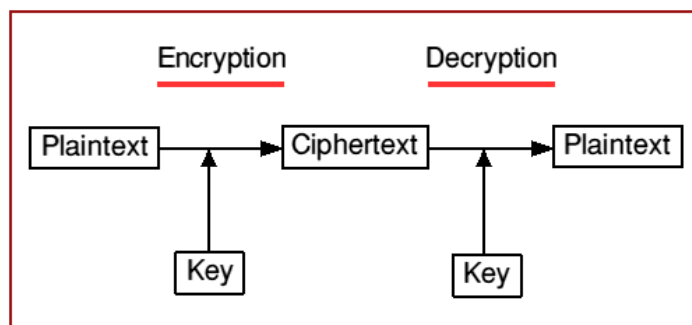 Encryption
Decryption
Plaintext
Ciphertext
Plaintext
Key
Key